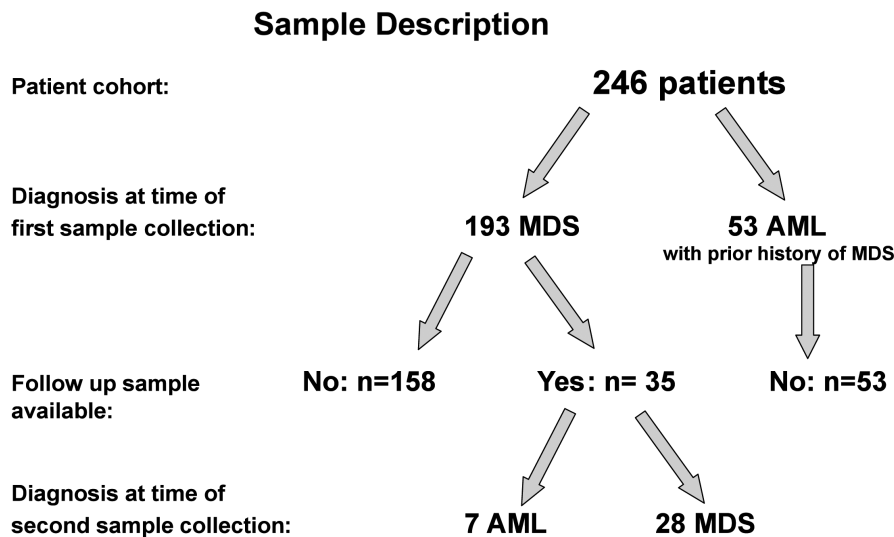 Sample Description
Patient cohort:
246 patients
Diagnosis at time of
first sample collection:
193 MDS
53 AML
with prior history of MDS
Follow up sample
available:
No: n=158
Yes: n= 35
No: n=53
Diagnosis at time of
second sample collection:
7 AML
28 MDS